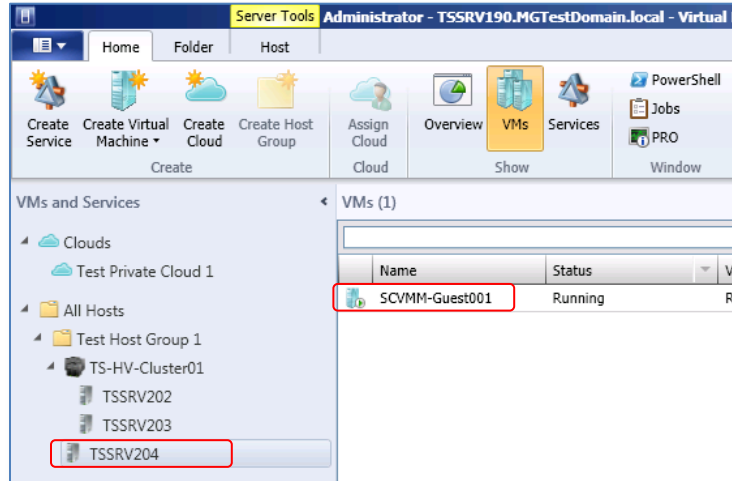 Server Tools Administrator - TSSRV190.MGTestDomain.local - Virtual
Home Folder Host
Create Service
Create Virtual Machine
Create Cloud
Create Host Group
Assign Cloud
Overview
VMs
Services
PowerShell
Jobs
PRO
Create Cloud Show Window
VMs and Services
VMs (1)
Clouds
Test Private Cloud 1
All Hosts
Test Host Group 1
TS-HV-Cluster01
TSSRV202
TSSRV203
TSSRV204
Name Status V
SCVMM-Guest001 Running R